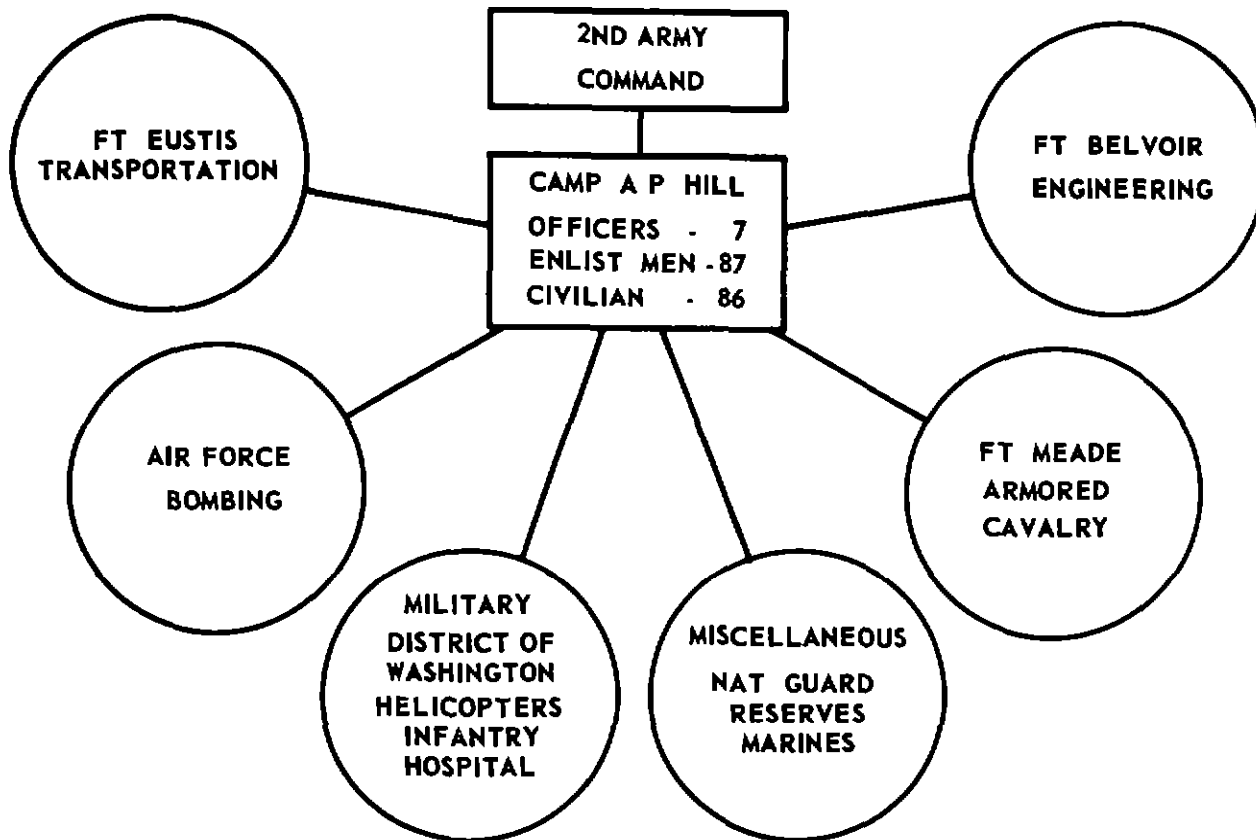 2ND ARMY
COMMAND
FT EUSTIS
TRANSPORTATION
CAMP A P HILL
OFFICERS - 7
ENLIST MEN - 87
CIVILIAN - 86
FT BELVOIR
ENGINEERING
AIR FORCE
BOMBING
FT MEADE
ARMORED
CAVALRY
MILITARY
DISTRICT OF
WASHINGTON
HELICOPTERS
INFANTRY
HOSPITAL
MISCELLANEOUS
NAT GUARD
RESERVES
MARINES